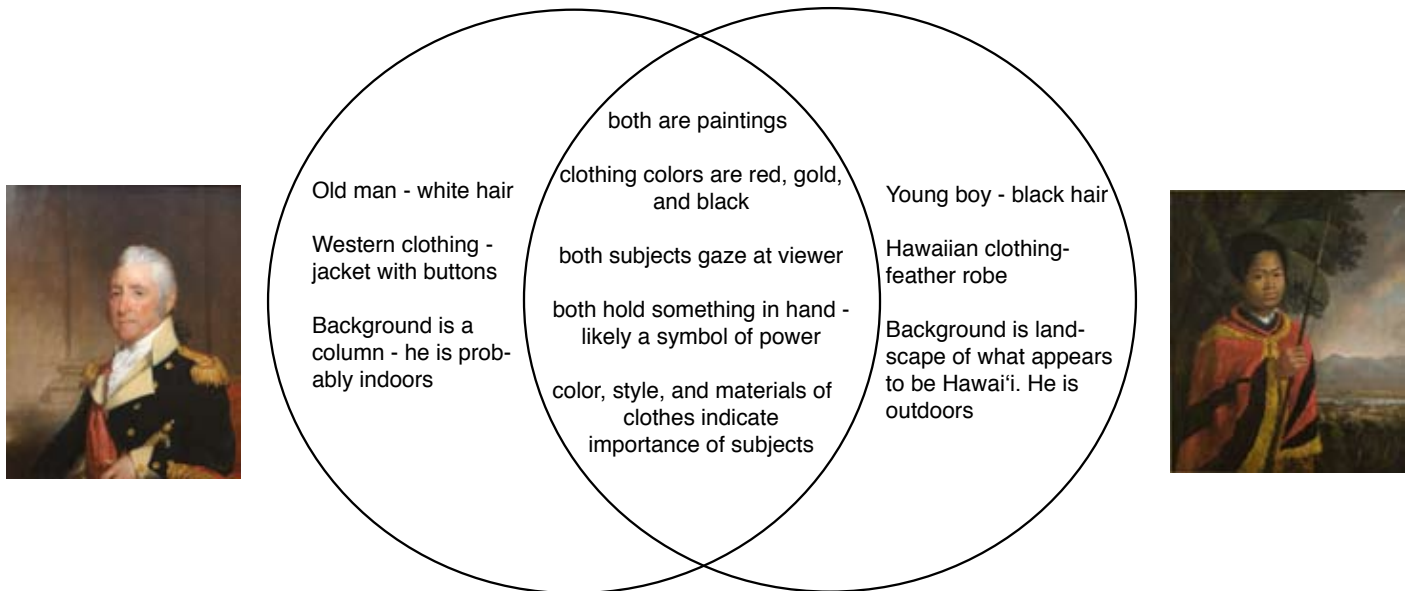 Old man - white hair
Western clothing -
jacket with buttons
Background is a
column - he is prob-
ably indoors
both are paintings
clothing colors are red, gold,
and black
both subjects gaze at viewer
both hold something in hand -
likely a symbol of power
color, style, and materials of
clothes indicate
importance of subjects
Young boy - black hair
Hawaiian clothing-
feather robe
Background is land-
scape of what appears
to be Hawaiʻi. He is
outdoors